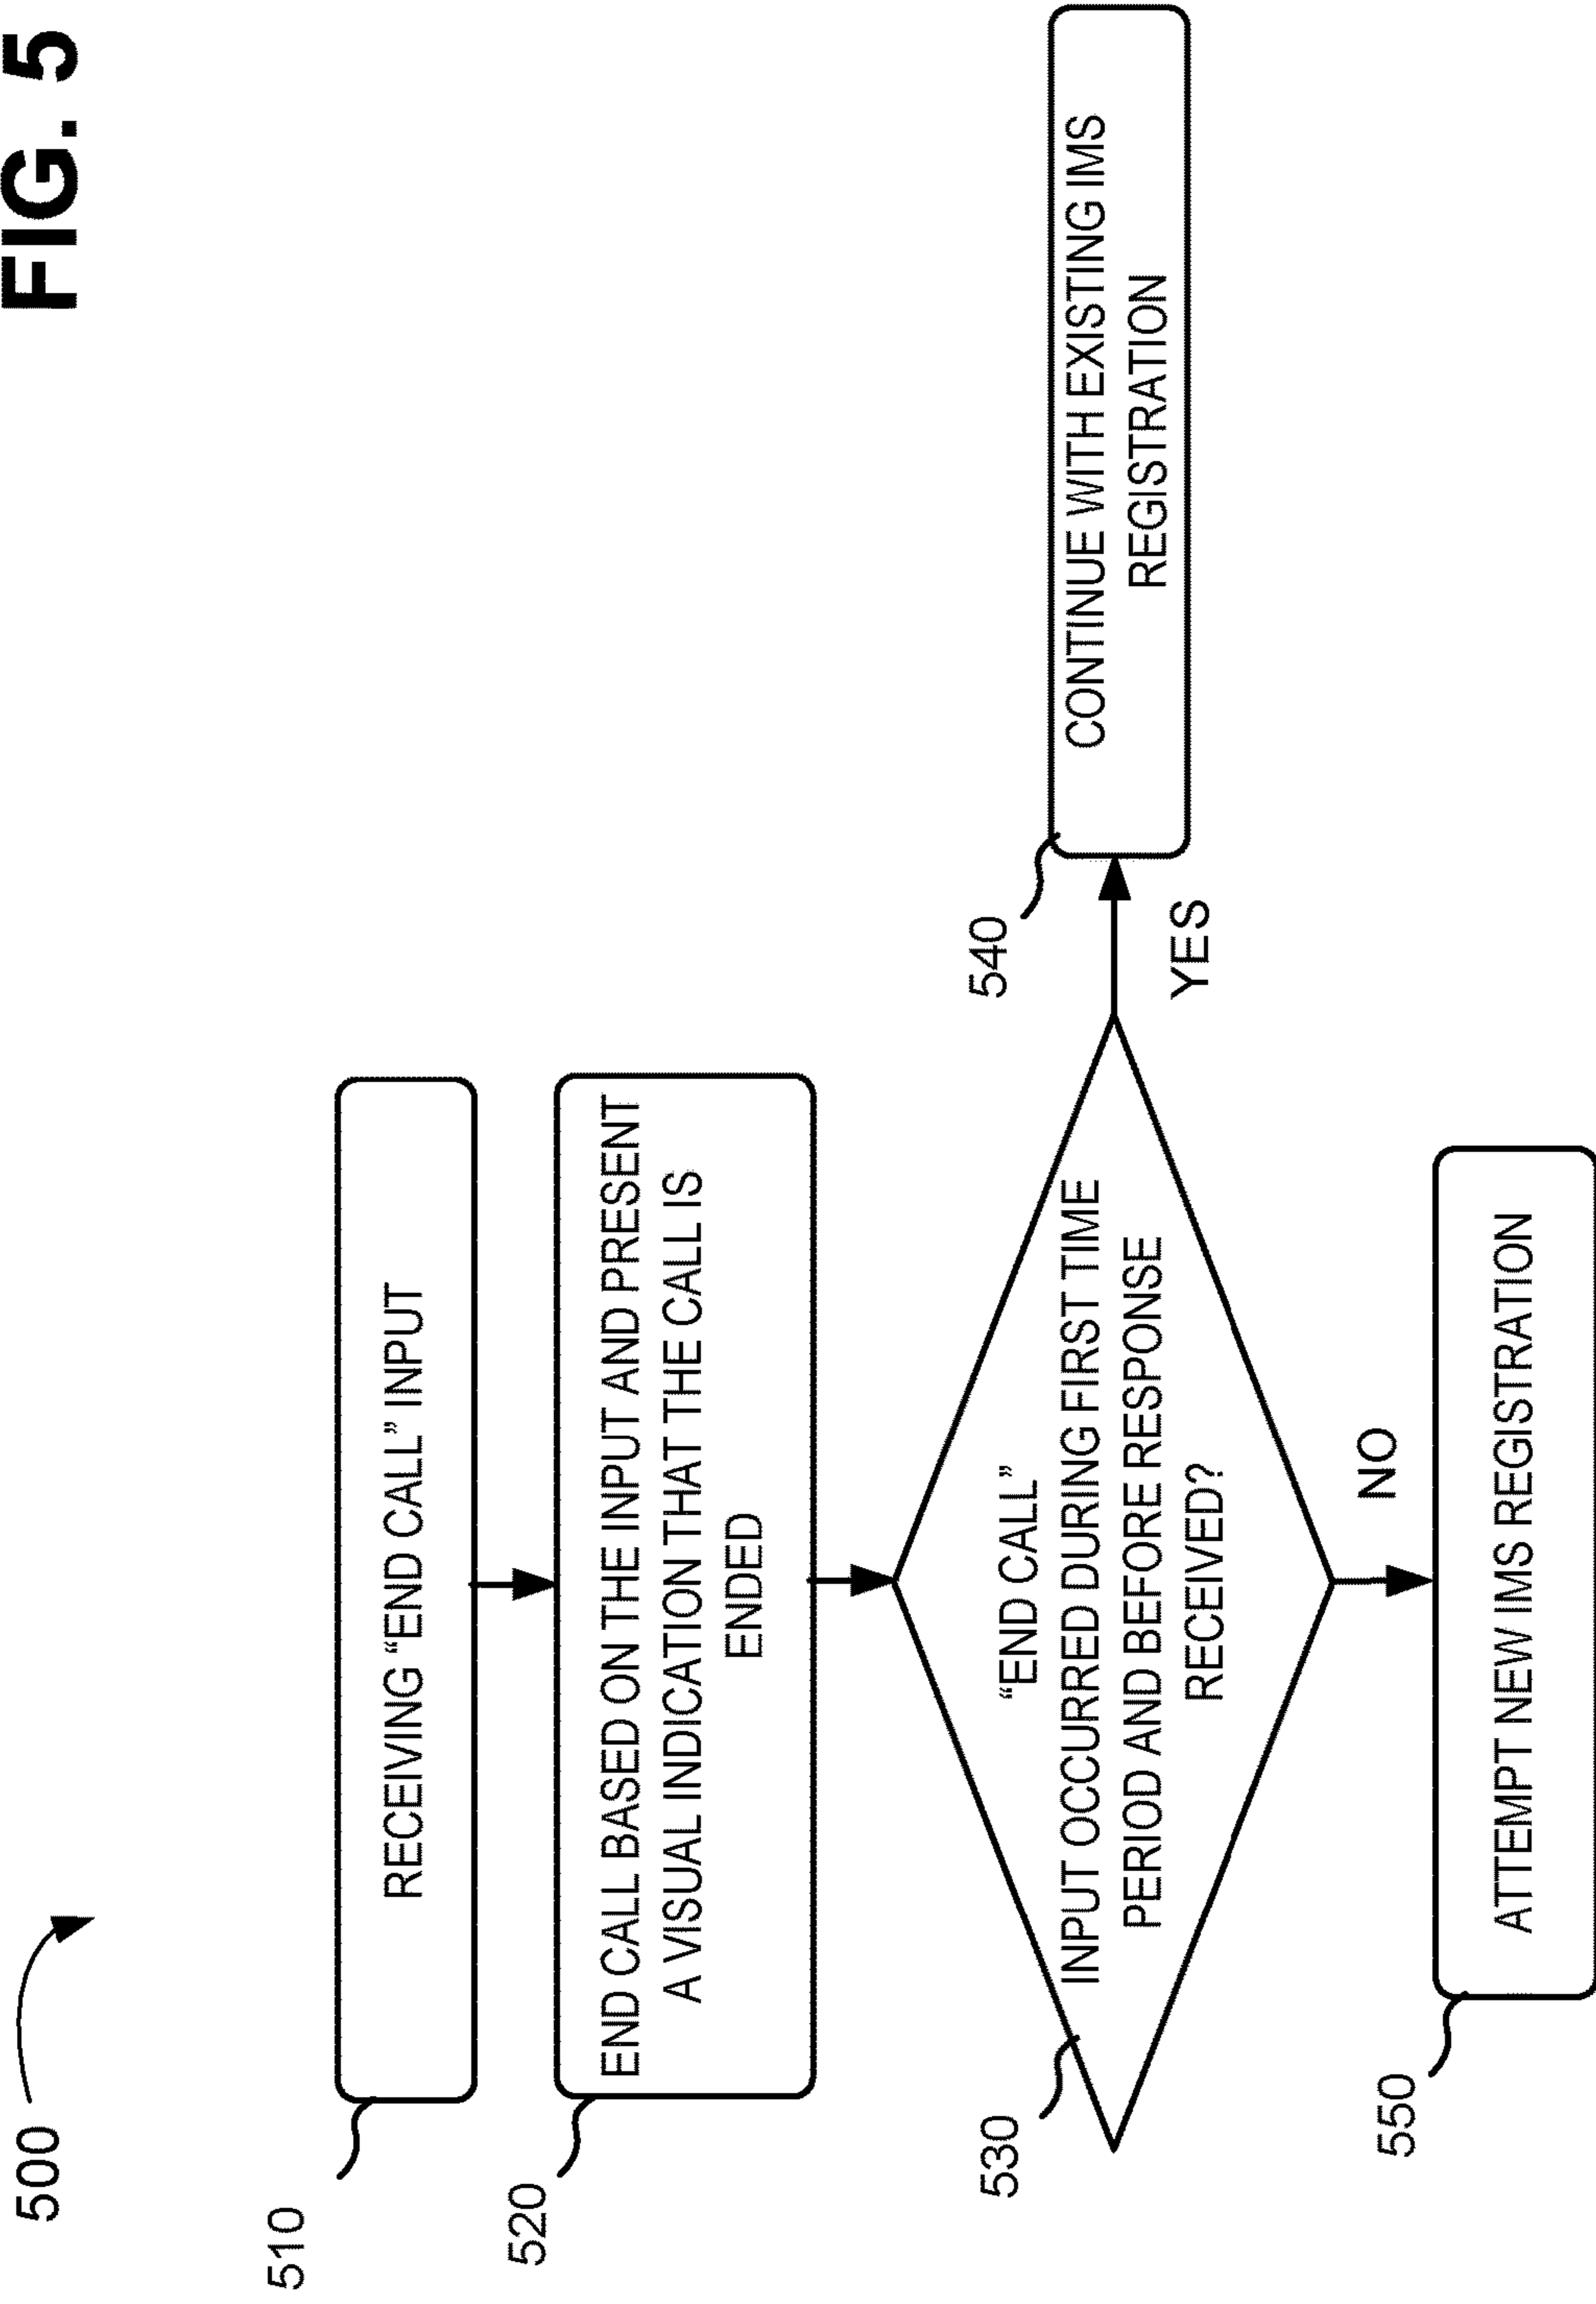 FIG. 5
500
510
RECEIVING “END CALL” INPUT
520
END CALL BASED ON THE INPUT AND PRESENT
A VISUAL INDICATION THAT THE CALL IS
ENDED
530
“END CALL”
INPUT OCCURRED DURING FIRST TIME
PERIOD AND BEFORE RESPONSE
RECEIVED?
YES
540
CONTINUE WITH EXISTING IMS
REGISTRATION
NO
550
ATTEMPT NEW IMS REGISTRATION